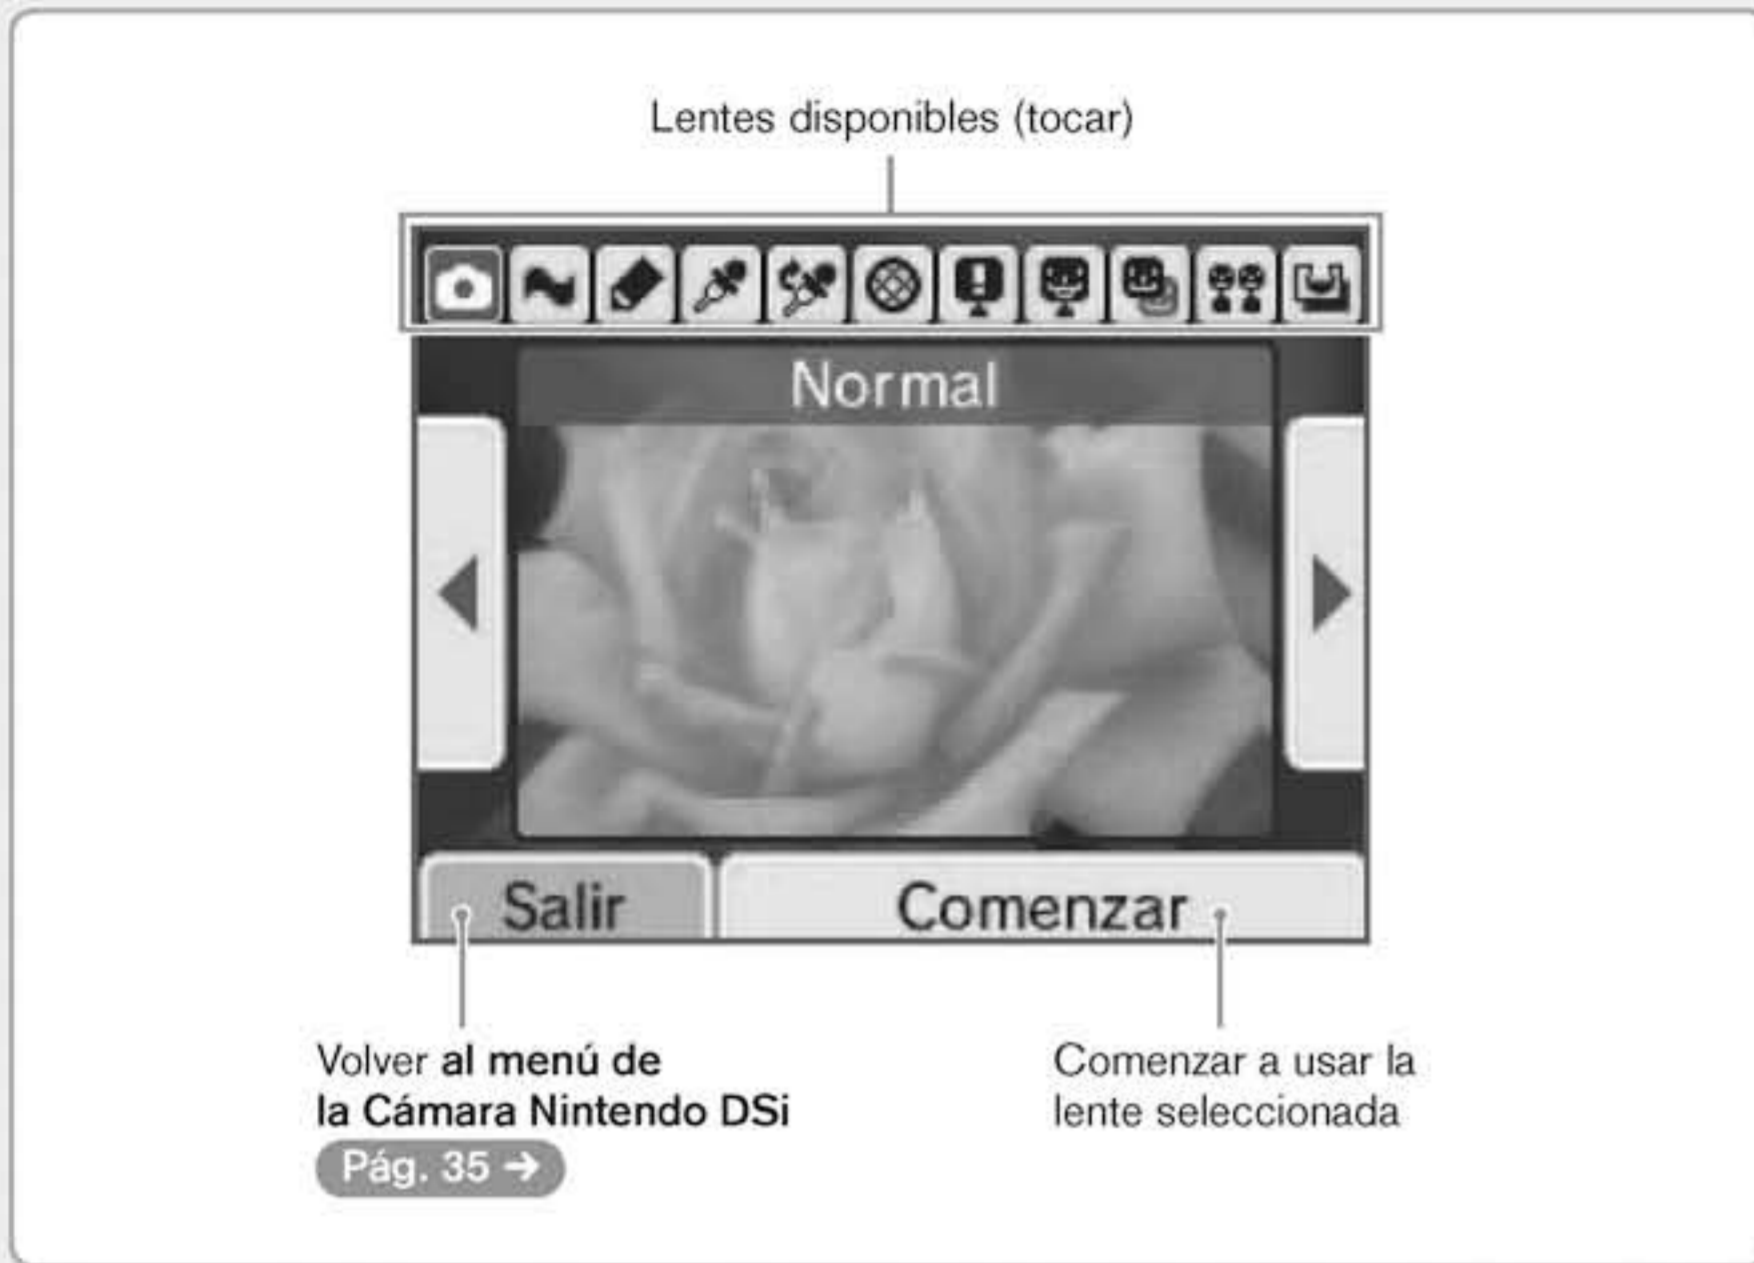 Lentes disponibles (tocar)
Normal
Salir
Comenzar
Volver al menú de
la Cámara Nintendo DSi
Pág. 35 →
Comenzar a usar la
lente seleccionada